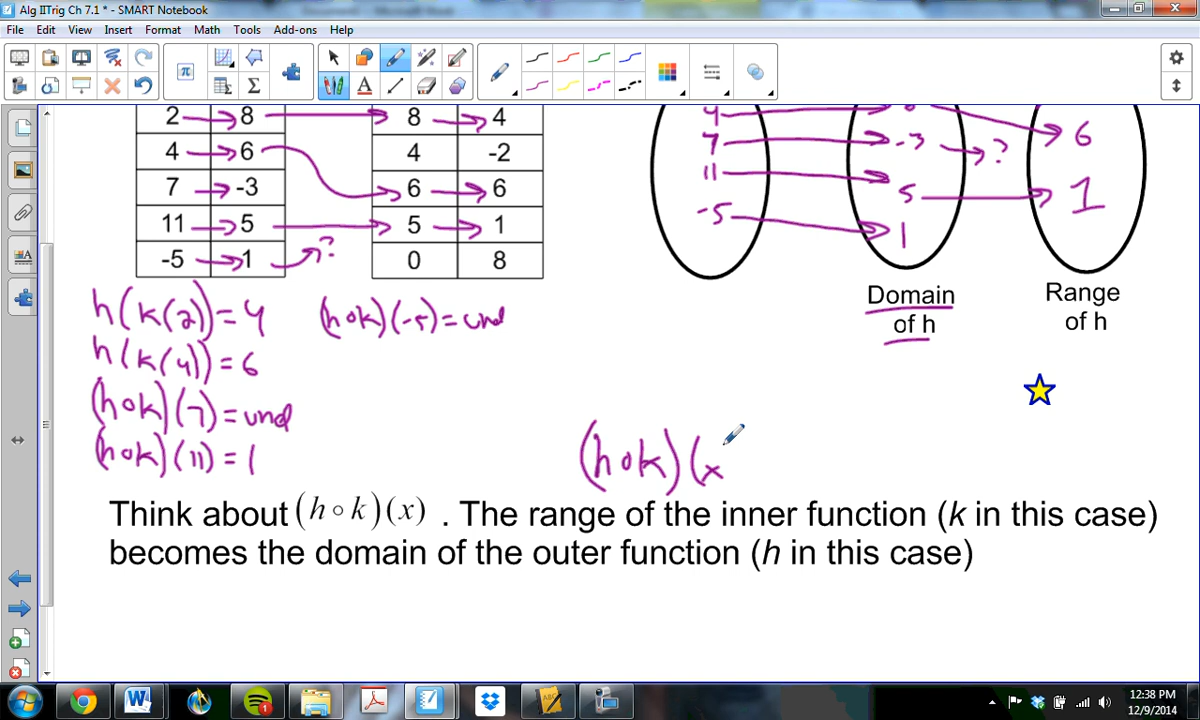 Alg IITrig Ch 7.1 * - SMART Notebook
File Edit View Insert Format Math Tools Add-ons Help
2 → 8 → 8 → 4
4 → 6 4 -2
7 → -3 6 → 6
11 → 5 → 5 → 1
-5 → 1 → ? 0 8
4
7 → -3 → ? 6
11 → 5 → 1
-5 → 1
Domain of h
Range of h
h(k(2)) = 4 (h∘k)(-5) = und
h(k(4)) = 6
(h∘k)(7) = und
(h∘k)(11) = 1
(h∘k)(x
Think about (h∘k)(x) . The range of the inner function (k in this case)
becomes the domain of the outer function (h in this case)
12:38 PM
12/9/2014